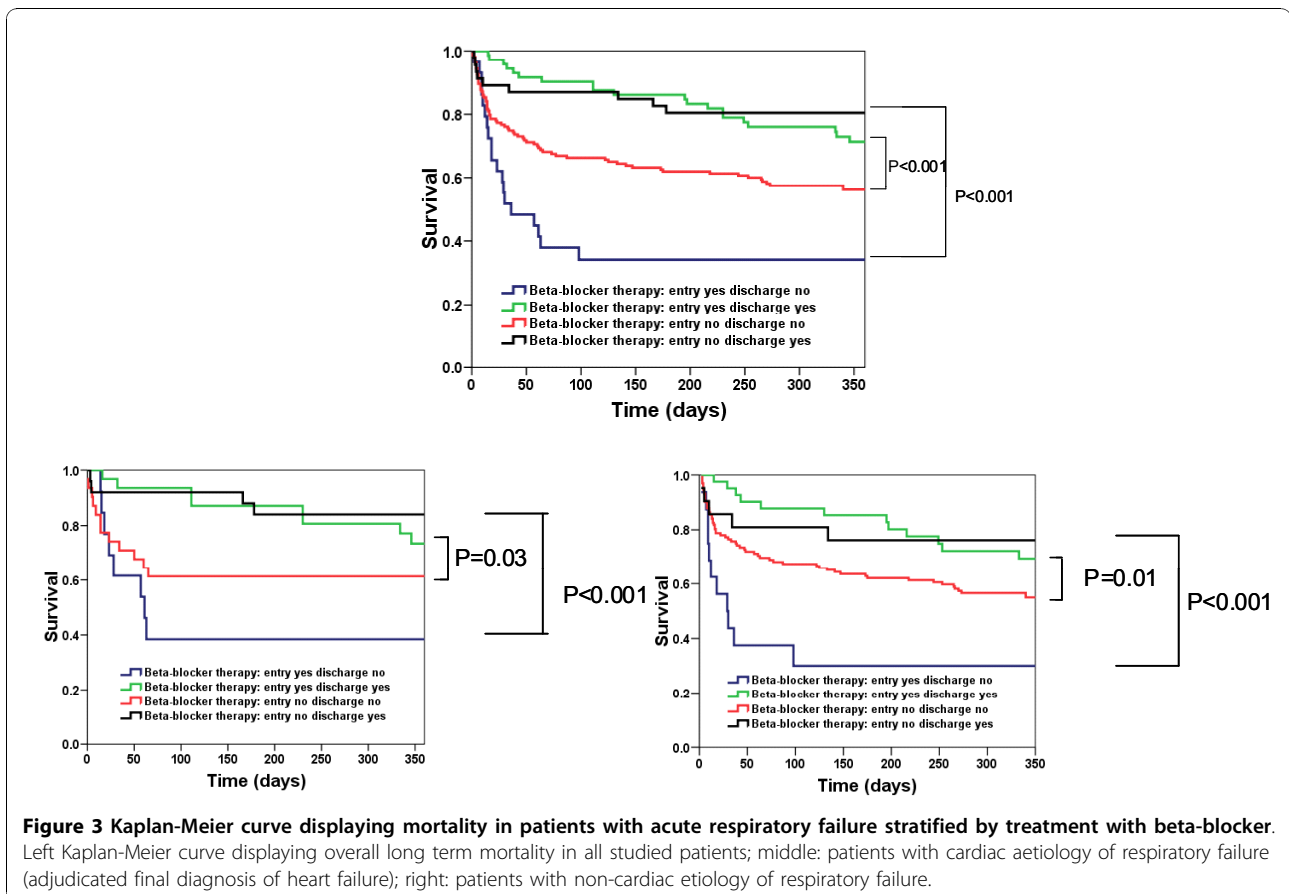 1.0
0.8
0.6
0.4
0.2
0.0
Survival
0 50 100 150 200 250 300 350
Time (days)
Beta-blocker therapy: entry yes discharge no
Beta-blocker therapy: entry yes discharge yes
Beta-blocker therapy: entry no discharge no
Beta-blocker therapy: entry no discharge yes
P<0.001
P<0.001
1.0
0.8
0.6
0.4
0.2
0.0
Survival
0 50 100 150 200 250 300 350
Time (days)
Beta-blocker therapy: entry yes discharge no
Beta-blocker therapy: entry yes discharge yes
Beta-blocker therapy: entry no discharge no
Beta-blocker therapy: entry no discharge yes
P=0.03
P<0.001
1.0
0.8
0.6
0.4
0.2
0.0
Survival
0 50 100 150 200 250 300 350
Time (days)
Beta-blocker therapy: entry yes discharge no
Beta-blocker therapy: entry yes discharge yes
Beta-blocker therapy: entry no discharge no
Beta-blocker therapy: entry no discharge yes
P=0.01
P<0.001
Figure 3 Kaplan-Meier curve displaying mortality in patients with acute respiratory failure stratified by treatment with beta-blocker.
Left Kaplan-Meier curve displaying overall long term mortality in all studied patients; middle: patients with cardiac aetiology of respiratory failure
(adjudicated final diagnosis of heart failure); right: patients with non-cardiac etiology of respiratory failure.